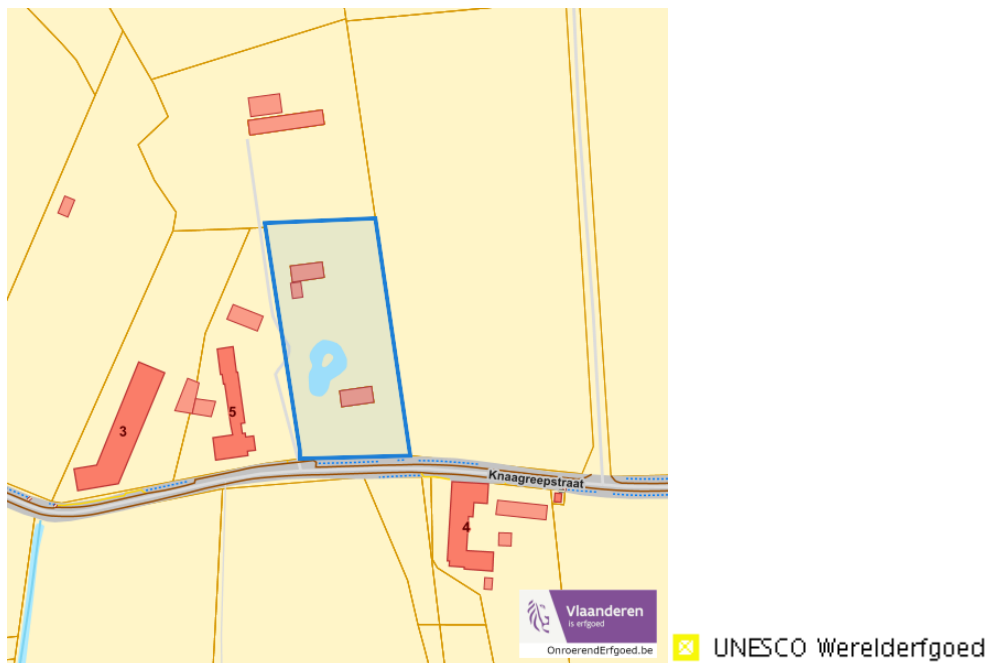 3
5
Knaagreepstraat
4
Vlaanderen
is erfgoed
OnroerendErfgoed.be
UNESCO Werelderfgoed